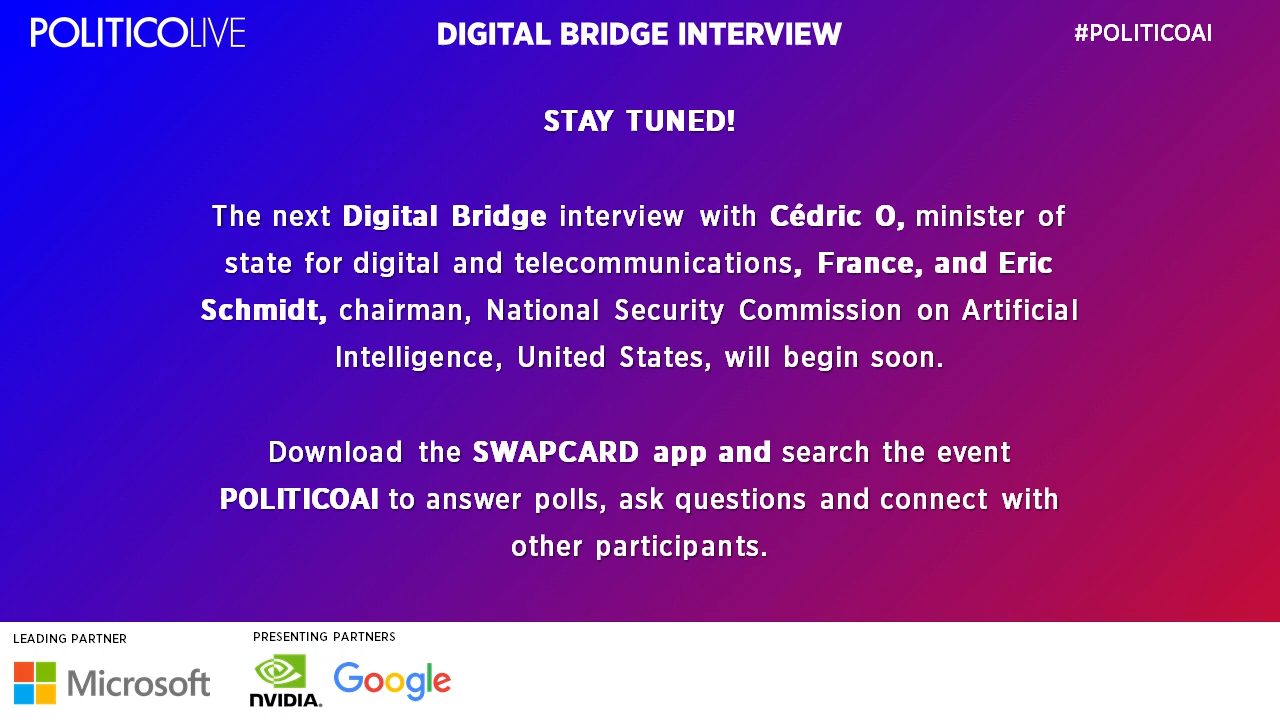 POLITICOLIVE
DIGITAL BRIDGE INTERVIEW
#POLITICOAI
STAY TUNED!
The next Digital Bridge interview with Cédric O, minister of
state for digital and telecommunications, France, and Eric
Schmidt, chairman, National Security Commission on Artificial
Intelligence, United States, will begin soon.
Download the SWAPCARD app and search the event
POLITICOAI to answer polls, ask questions and connect with
other participants.
LEADING PARTNER
Microsoft
PRESENTING PARTNERS
NVIDIA.
Google